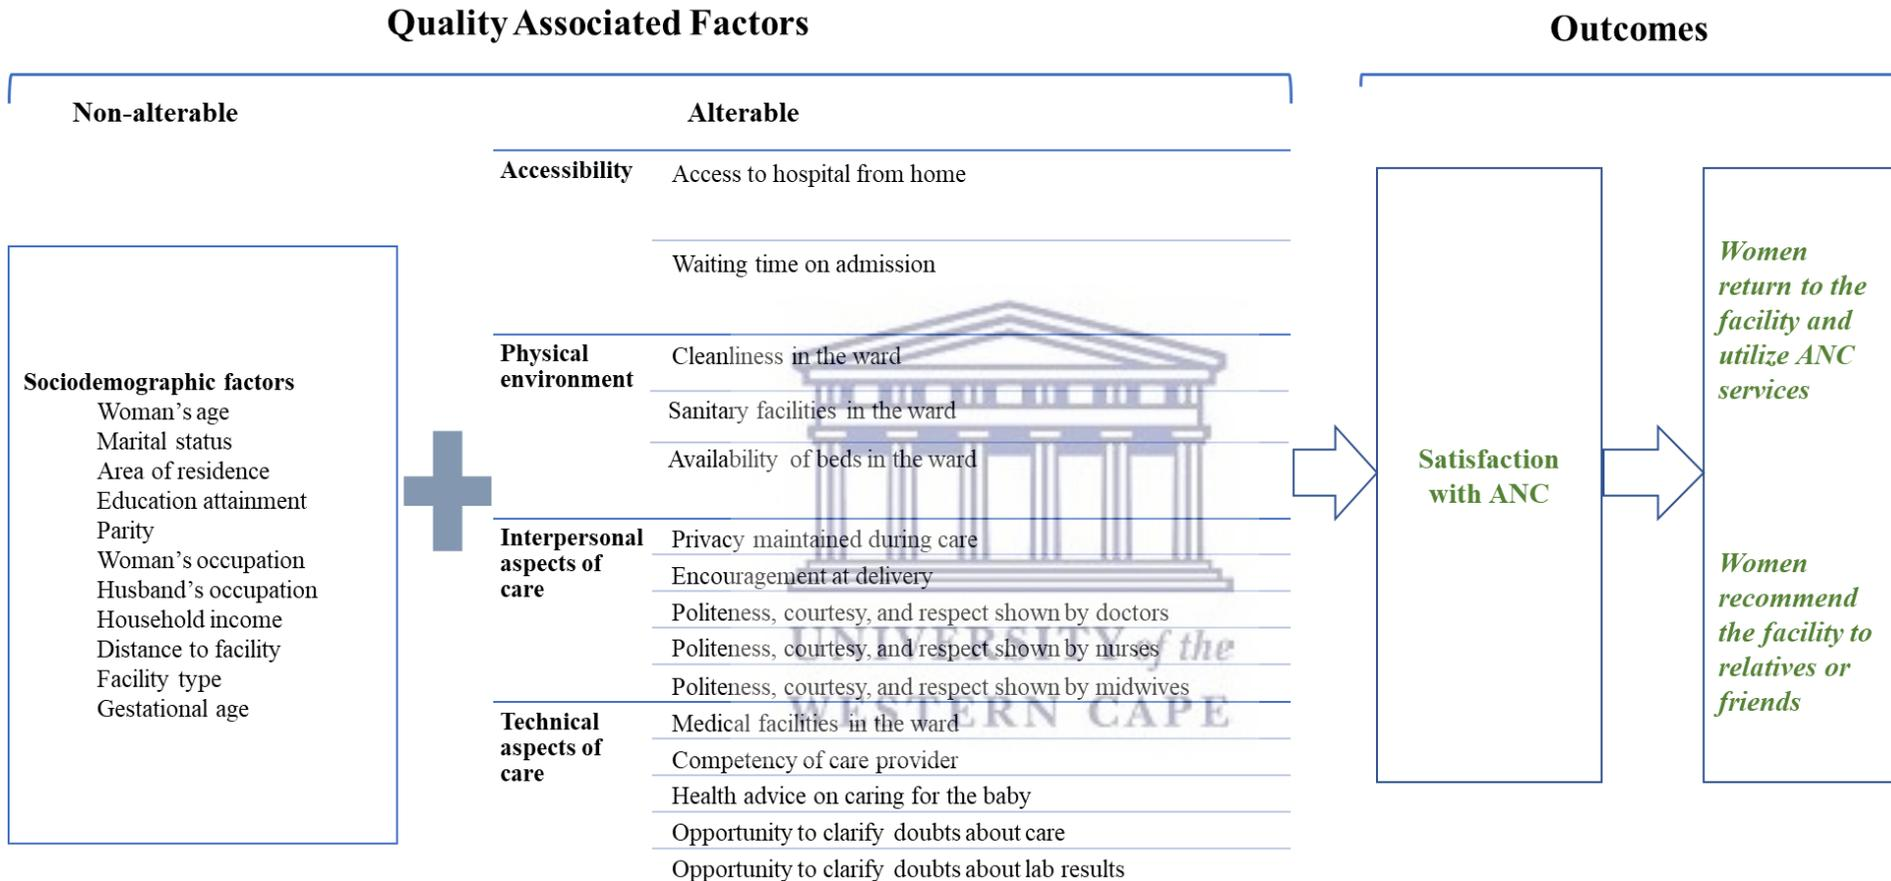 Quality Associated Factors
Outcomes
Non-alterable
Alterable
Sociodemographic factors
Woman's age
Marital status
Area of residence
Education attainment
Parity
Woman's occupation
Husband's occupation
Household income
Distance to facility
Facility type
Gestational age
Accessibility
Access to hospital from home
Waiting time on admission
Physical
environment
Cleanliness in the ward
Sanitary facilities in the ward
Availability of beds in the ward
Interpersonal
aspects of
care
Privacy maintained during care
Encouragement at delivery
Politeness, courtesy, and respect shown by doctors
Politeness, courtesy, and respect shown by nurses
Politeness, courtesy, and respect shown by midwives
Technical
aspects of
care
Medical facilities in the ward
Competency of care provider
Health advice on caring for the baby
Opportunity to clarify doubts about care
Opportunity to clarify doubts about lab results
UNIVERSITY of the
WESTERN CAPE
Satisfaction
with ANC
Women
return to the
facility and
utilize ANC
services
Women
recommend
the facility to
relatives or
friends